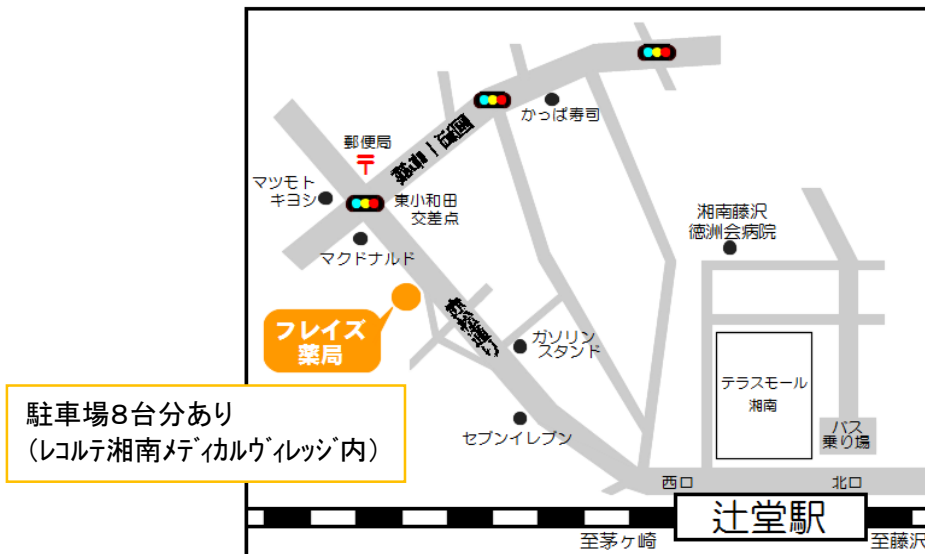 かっぱ寿司
郵便局
マツモト
キヨシ
東小和田
交差点
マクドナルド
湘南藤沢
徳洲会病院
フレイズ
薬局
ガソリン
スタンド
テラスモール
湘南
セブンイレブン
バス
乗り場
駐車場8台分あり
(レコルテ湘南メディカルヴィレッジ内)
西口
北口
辻堂駅
至茅ヶ崎
至藤沢